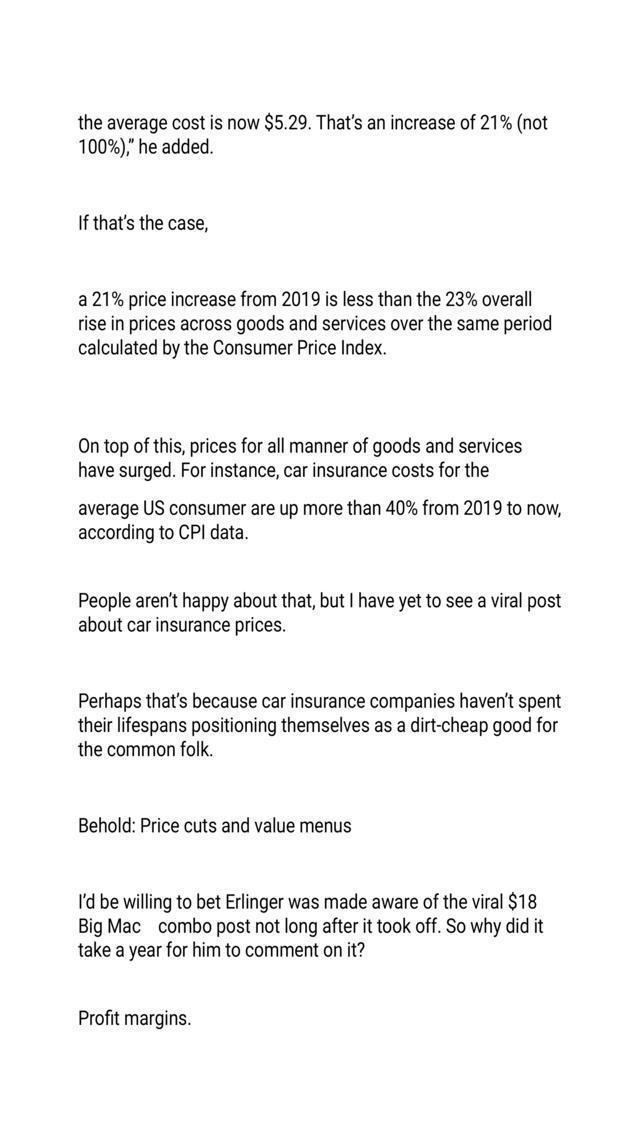 the average cost is now $5.29. That’s an increase of 21% (not
100%),” he added.
If that’s the case,
a 21% price increase from 2019 is less than the 23% overall
rise in prices across goods and services over the same period
calculated by the Consumer Price Index.
On top of this, prices for all manner of goods and services
have surged. For instance, car insurance costs for the
average US consumer are up more than 40% from 2019 to now,
according to CPI data.
People aren’t happy about that, but I have yet to see a viral post
about car insurance prices.
Perhaps that’s because car insurance companies haven’t spent
their lifespans positioning themselves as a dirt-cheap good for
the common folk.
Behold: Price cuts and value menus
I’d be willing to bet Erlinger was made aware of the viral $18
Big Mac combo post not long after it took off. So why did it
take a year for him to comment on it?
Profit margins.